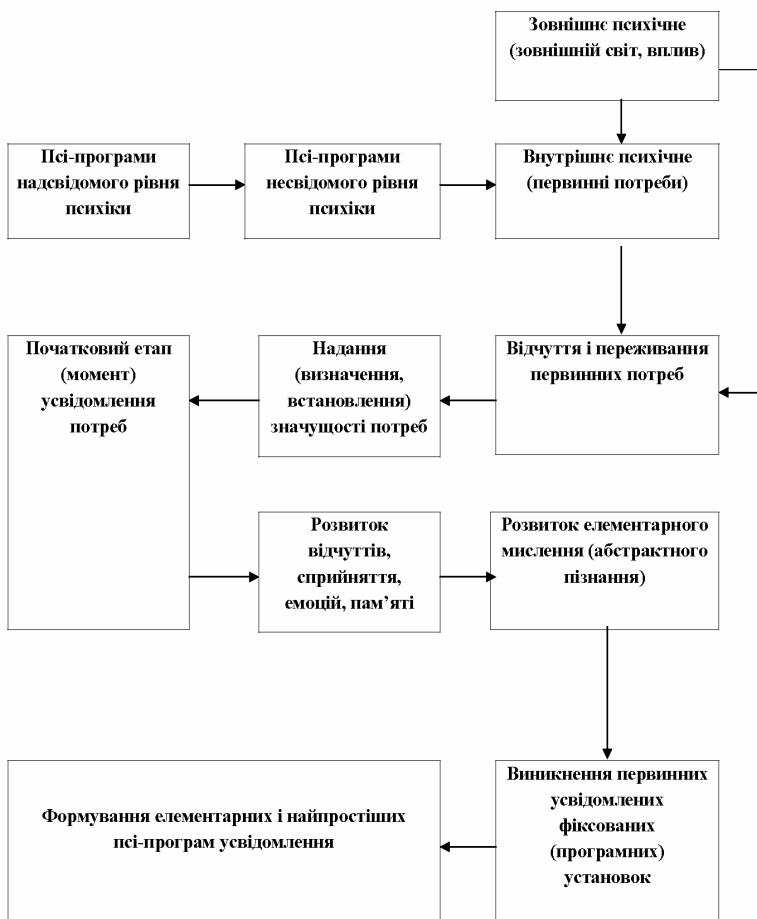 Зовнішнє психічне
(зовнішній світ, вплив)
Псі-програми
надсвідомого рівня
психіки
Псі-програми
несвідомого рівня
психіки
Внутрішнє психічне
(первинні потреби)
Початковий етап
(момент)
усвідомлення
потреб
Надання
(визначення,
встановлення)
значущості потреб
Відчуття і переживання
первинних потреб
Розвиток
відчуттів,
сприйняття,
емоцій, пам’яті
Розвиток елементарного
мислення (абстрактного
пізнання)
Формування елементарних і найпростіших
псі-програм усвідомлення
Виникнення первинних
усвідомлених
фіксованих
(програмних)
установок